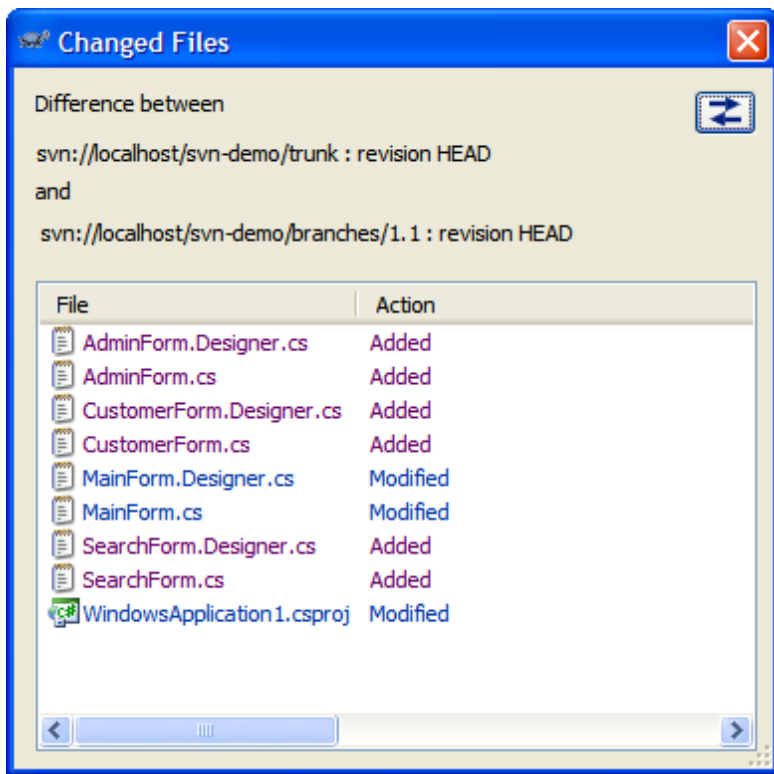 Changed Files
Difference between
svn://localhost/svn-demo/trunk : revision HEAD
and
svn://localhost/svn-demo/branches/1.1 : revision HEAD
File Action
AdminForm.Designer.cs Added
AdminForm.cs Added
CustomerForm.Designer.cs Added
CustomerForm.cs Added
MainForm.Designer.cs Modified
MainForm.cs Modified
SearchForm.Designer.cs Added
SearchForm.cs Added
WindowsApplication1.csproj Modified